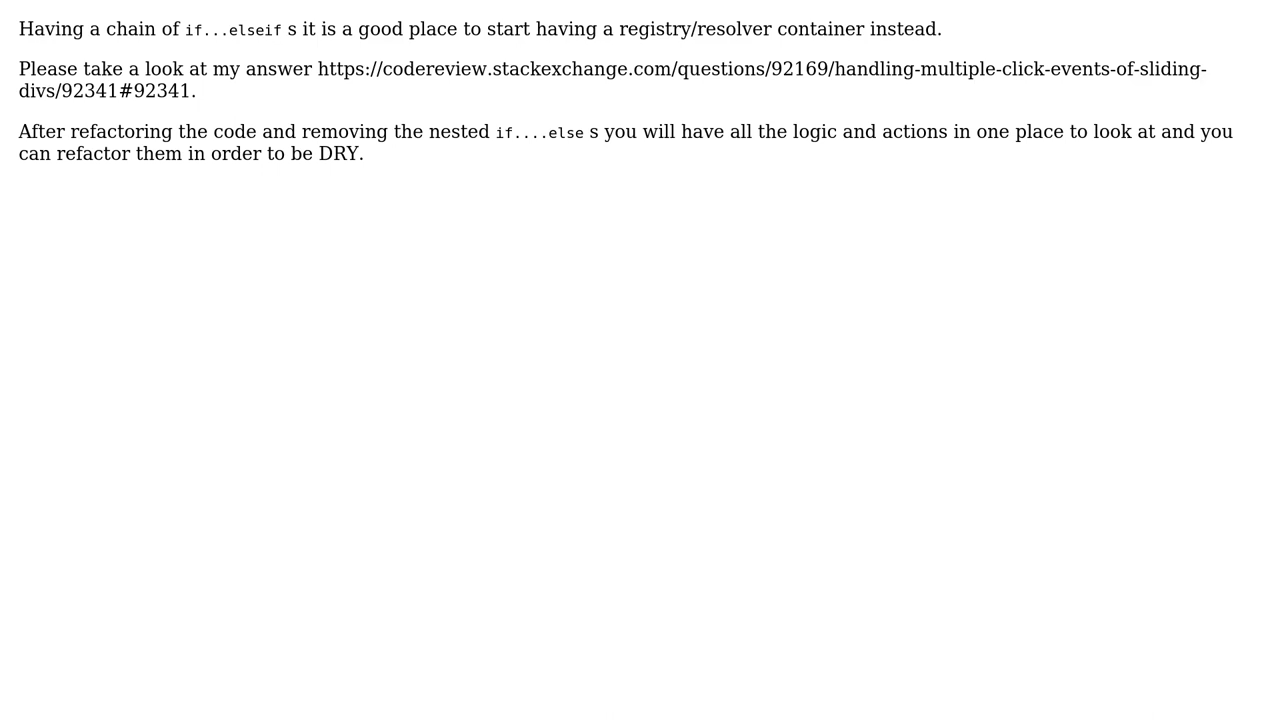 Having a chain of if...elseif s it is a good place to start having a registry/resolver container instead.
Please take a look at my answer https://codereview.stackexchange.com/questions/92169/handling-multiple-click-events-of-sliding-
divs/92341#92341.
After refactoring the code and removing the nested if....else s you will have all the logic and actions in one place to look at and you
can refactor them in order to be DRY.